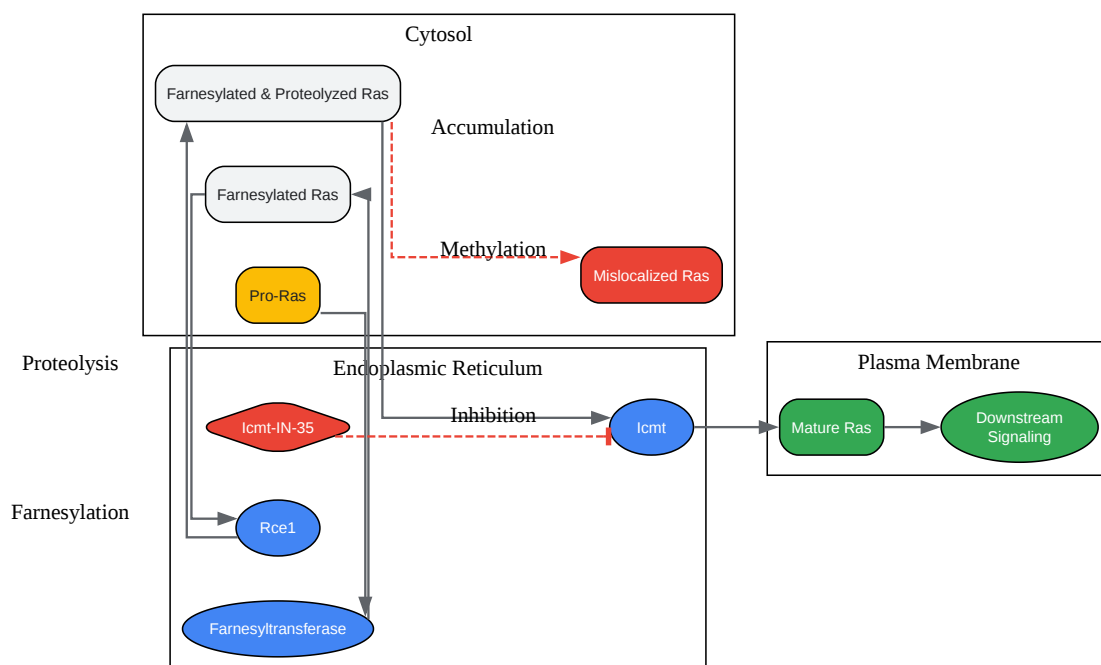 Cytosol
Farnesylated & Proteolyzed Ras
Accumulation
Farnesylated Ras
Methylation
Mislocalized Ras
Pro-Ras
Proteolysis
Endoplasmic Reticulum
Plasma Membrane
Icmt-IN-35
Inhibition
Icmt
Mature Ras
Downstream
Signaling
Farnesylation
Rce1
Farnesyltransferase